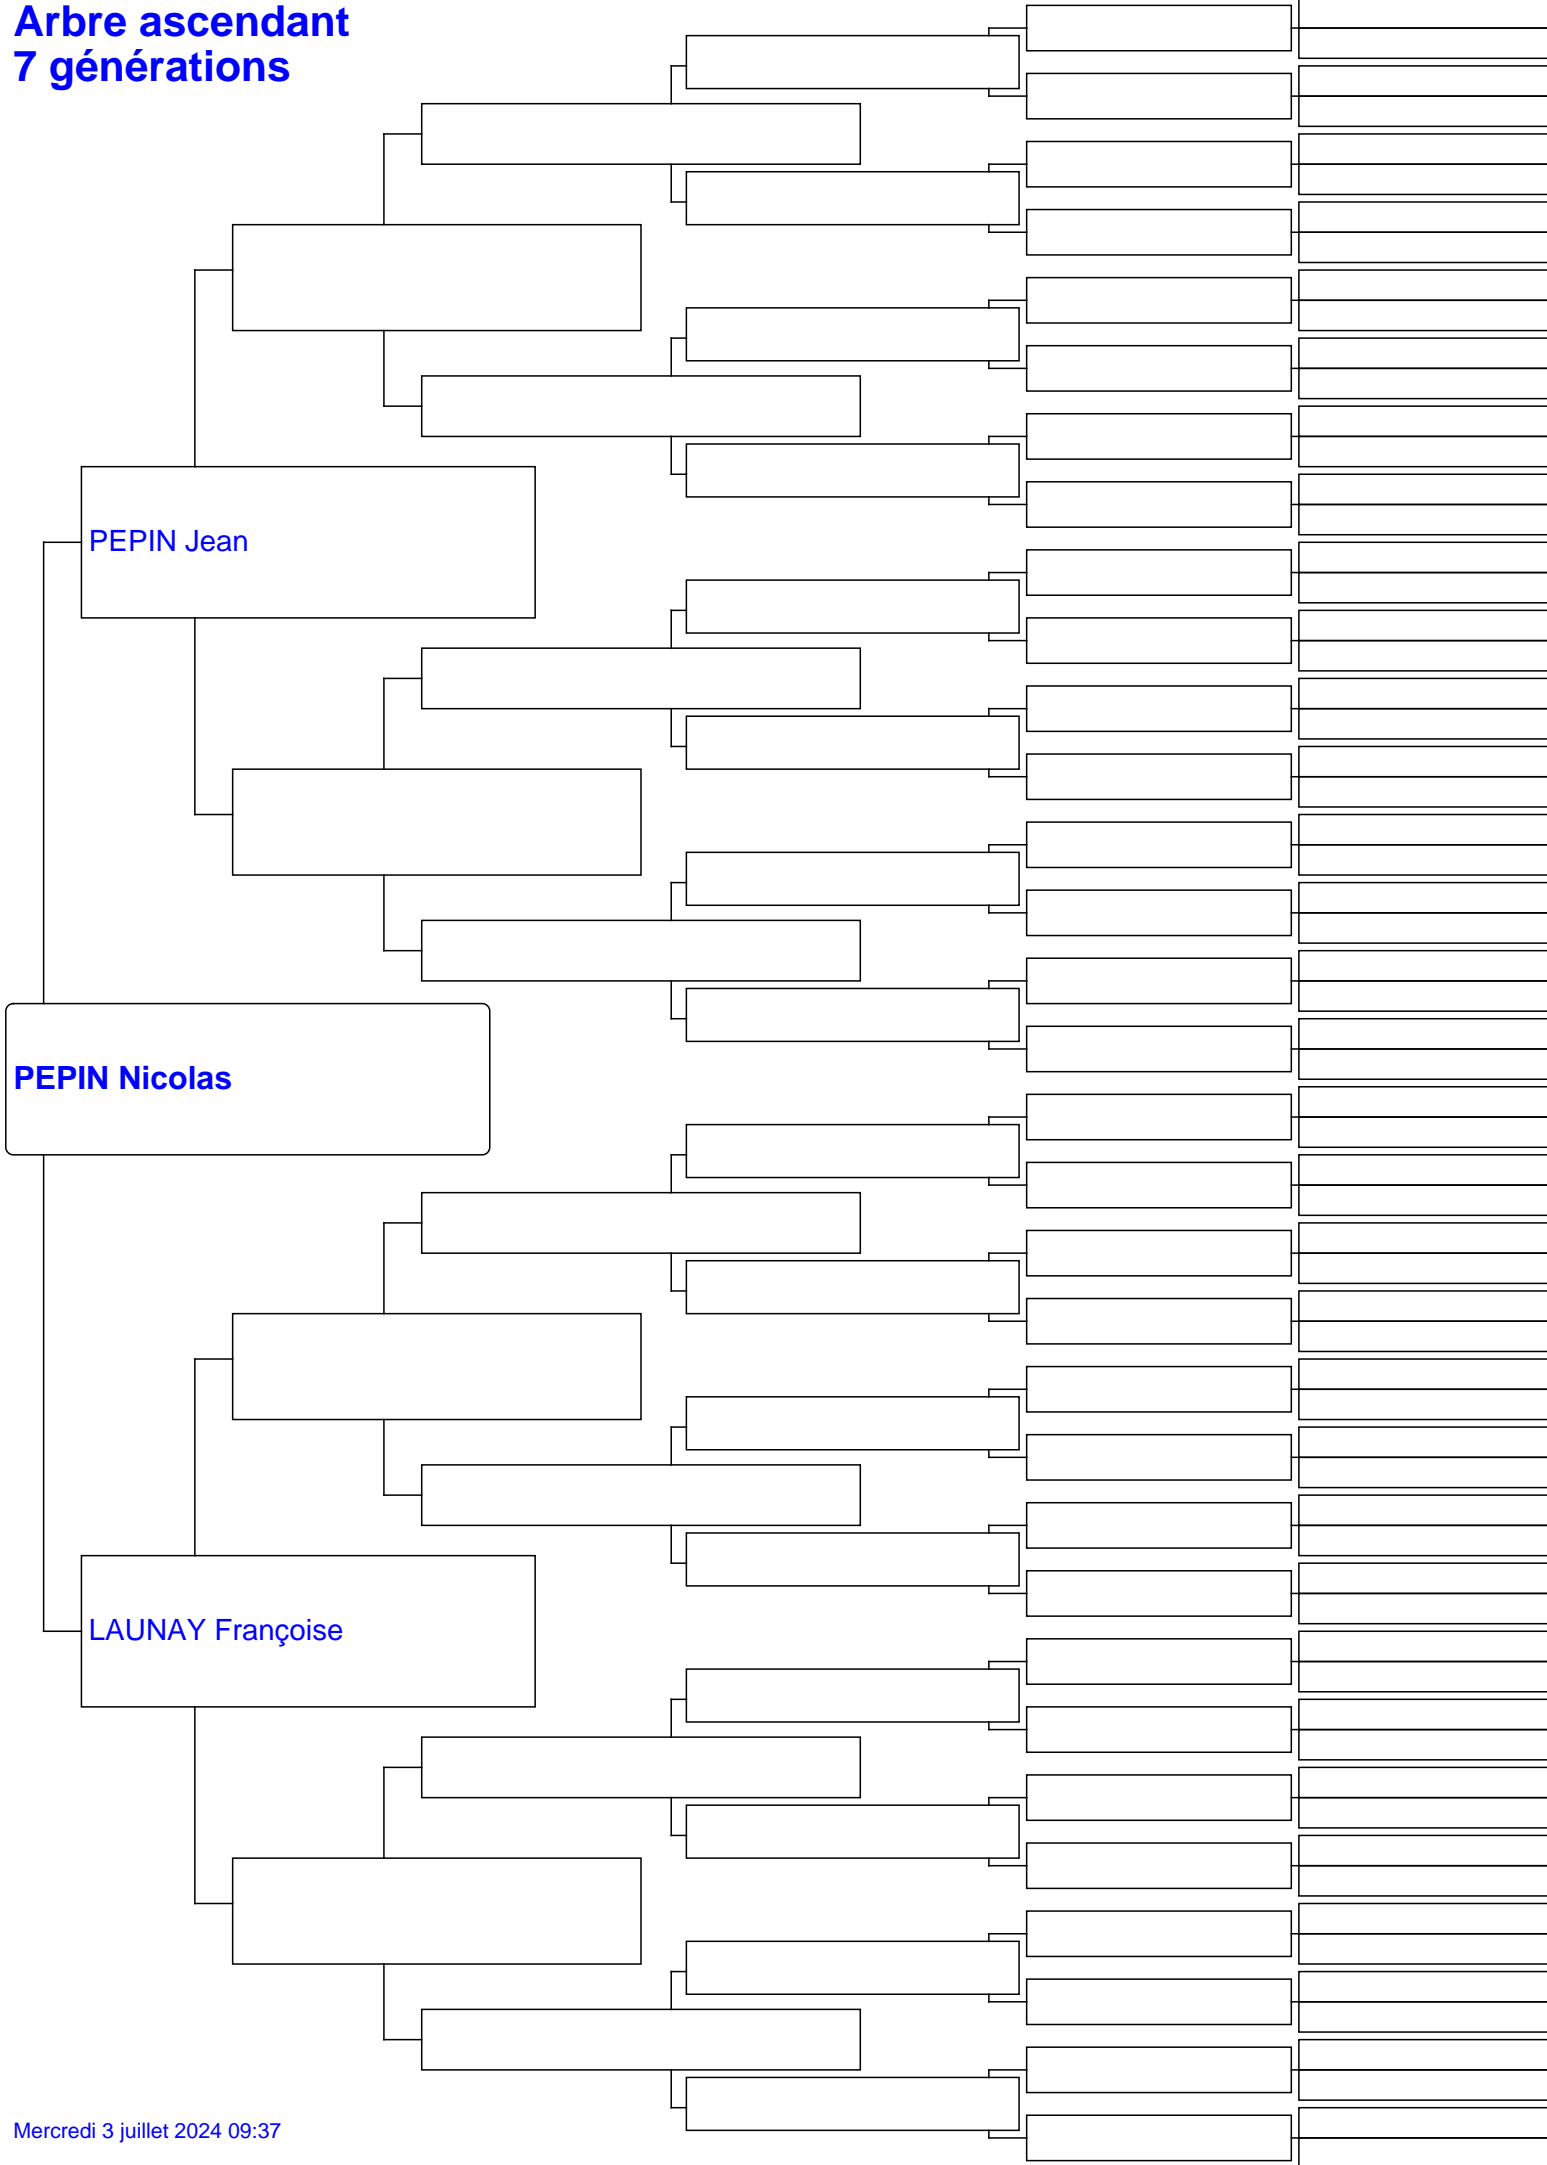 Arbre ascendant
7 générations
PEPIN Jean
PEPIN Nicolas
LAUNAY Françoise
Mercredi 3 juillet 2024 09:37